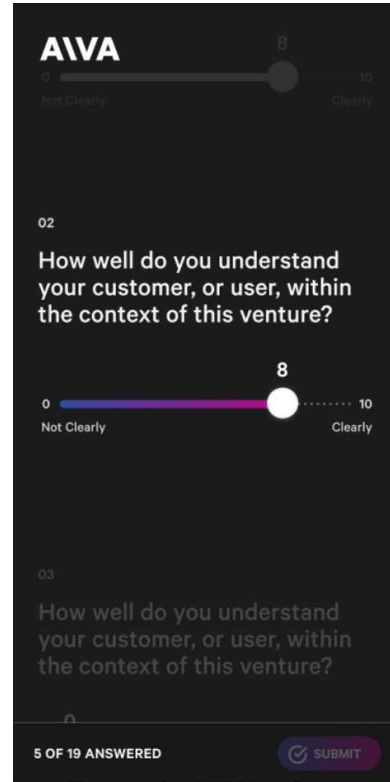 AIVA
8
0 10
Not Clearly Clearly
02
How well do you understand
your customer, or user, within
the context of this venture?
8
0 10
Not Clearly Clearly
03
How well do you understand
your customer, or user, within
the context of this venture?
0
5 OF 19 ANSWERED SUBMIT